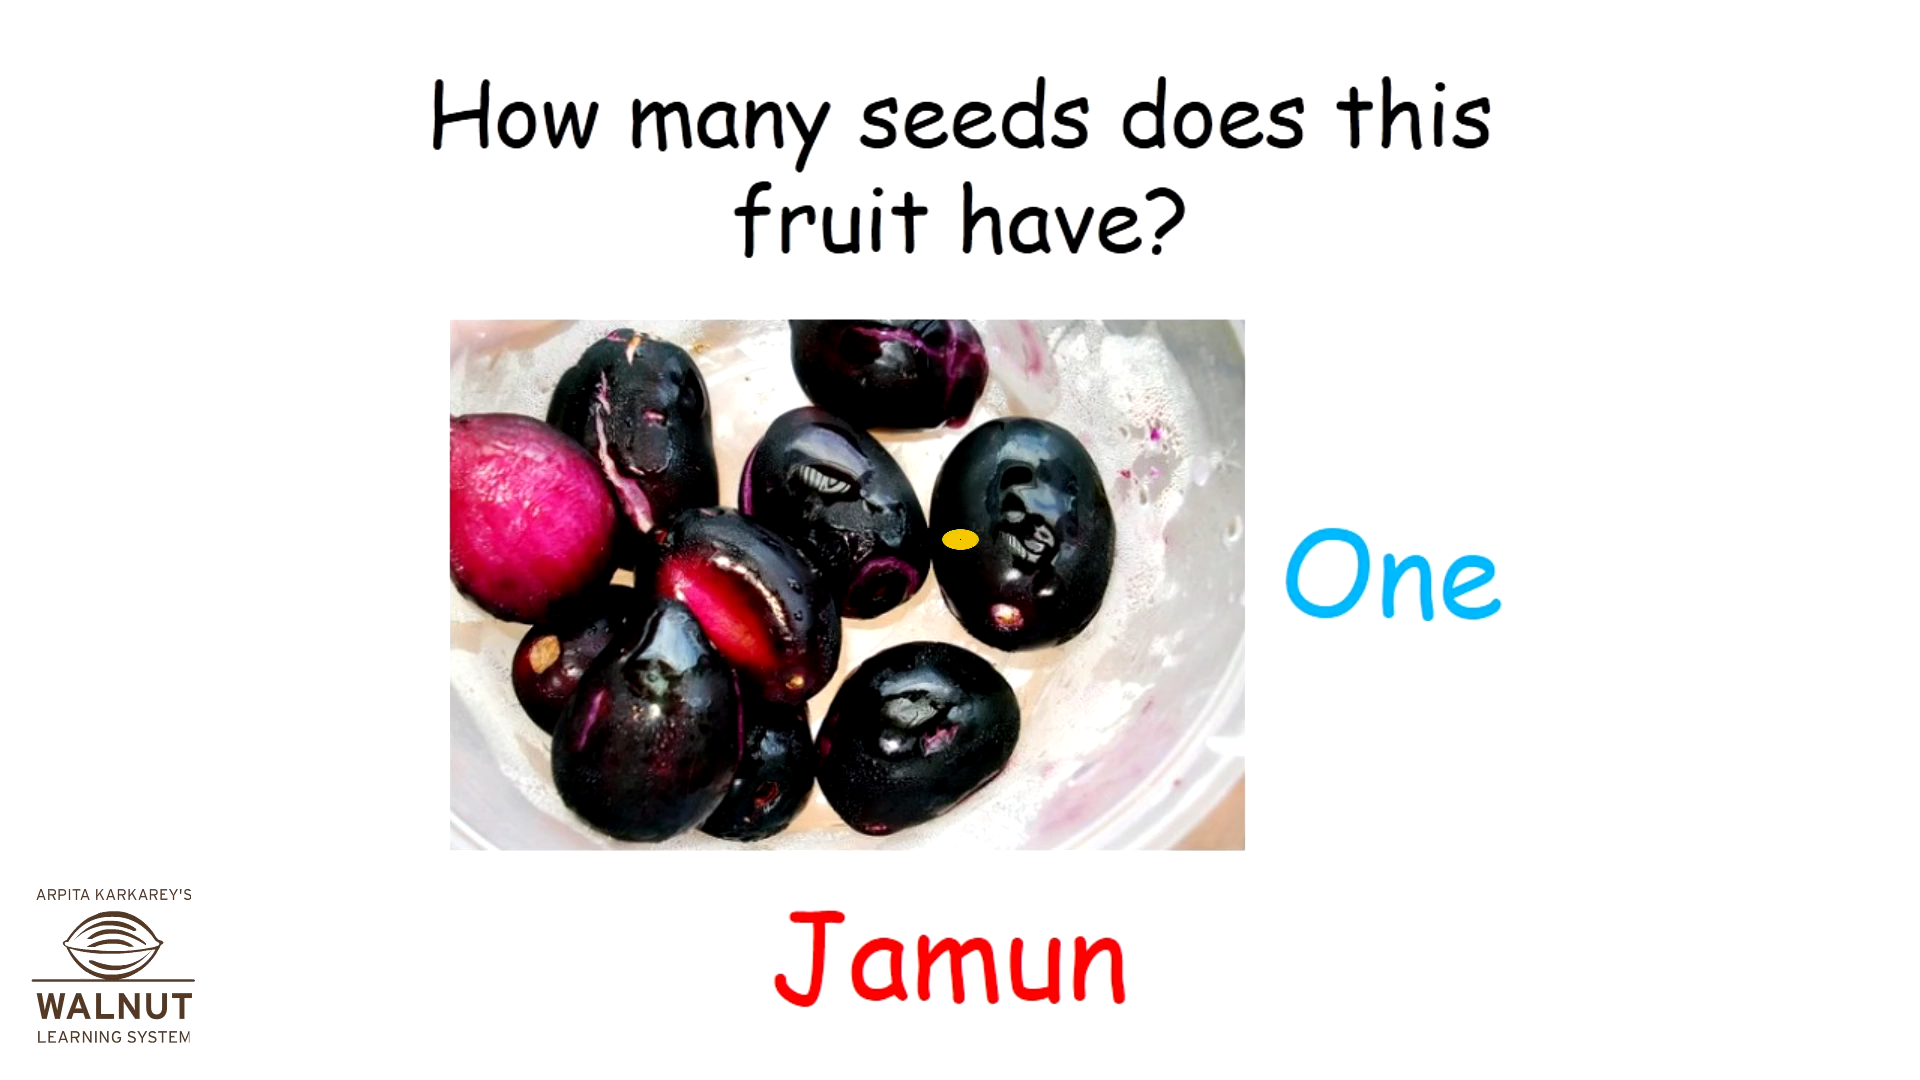 How many seeds does this
fruit have?
One
Jamun
ARPITA KARKAREY'S
WALNUT
LEARNING SYSTEM